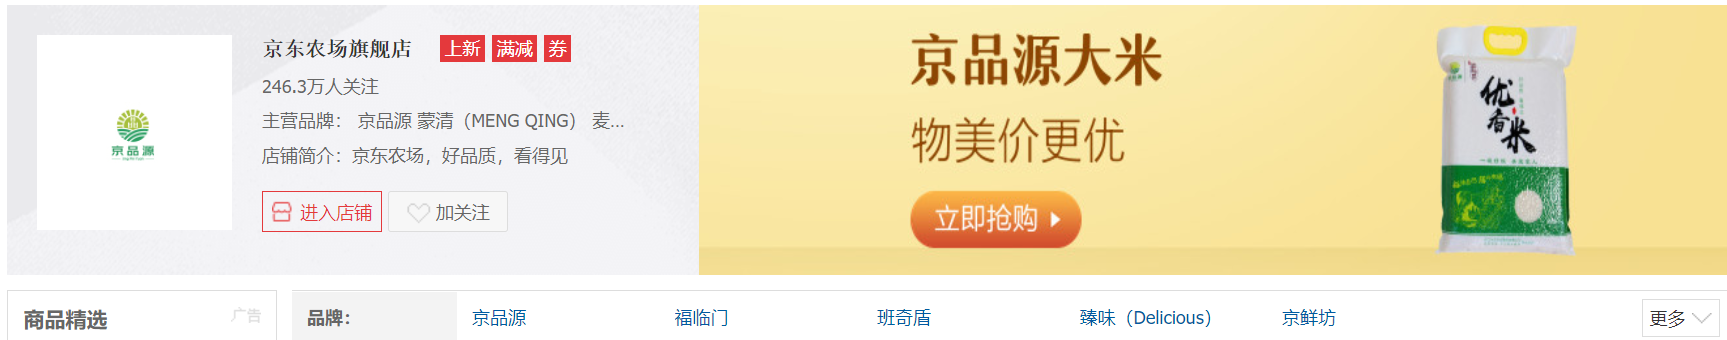 京东农场旗舰店 上新 满减 券
246.3万人关注
主营品牌： 京品源 蒙清（MENG QING） 麦...
店铺简介：京东农场，好品质，看得见
进入店铺 加关注
京品源
京品源大米
物美价更优
立即抢购
优香米
商品精选 广告
品牌： 京品源 福临门 班奇盾 臻味（Delicious） 京鲜坊 更多